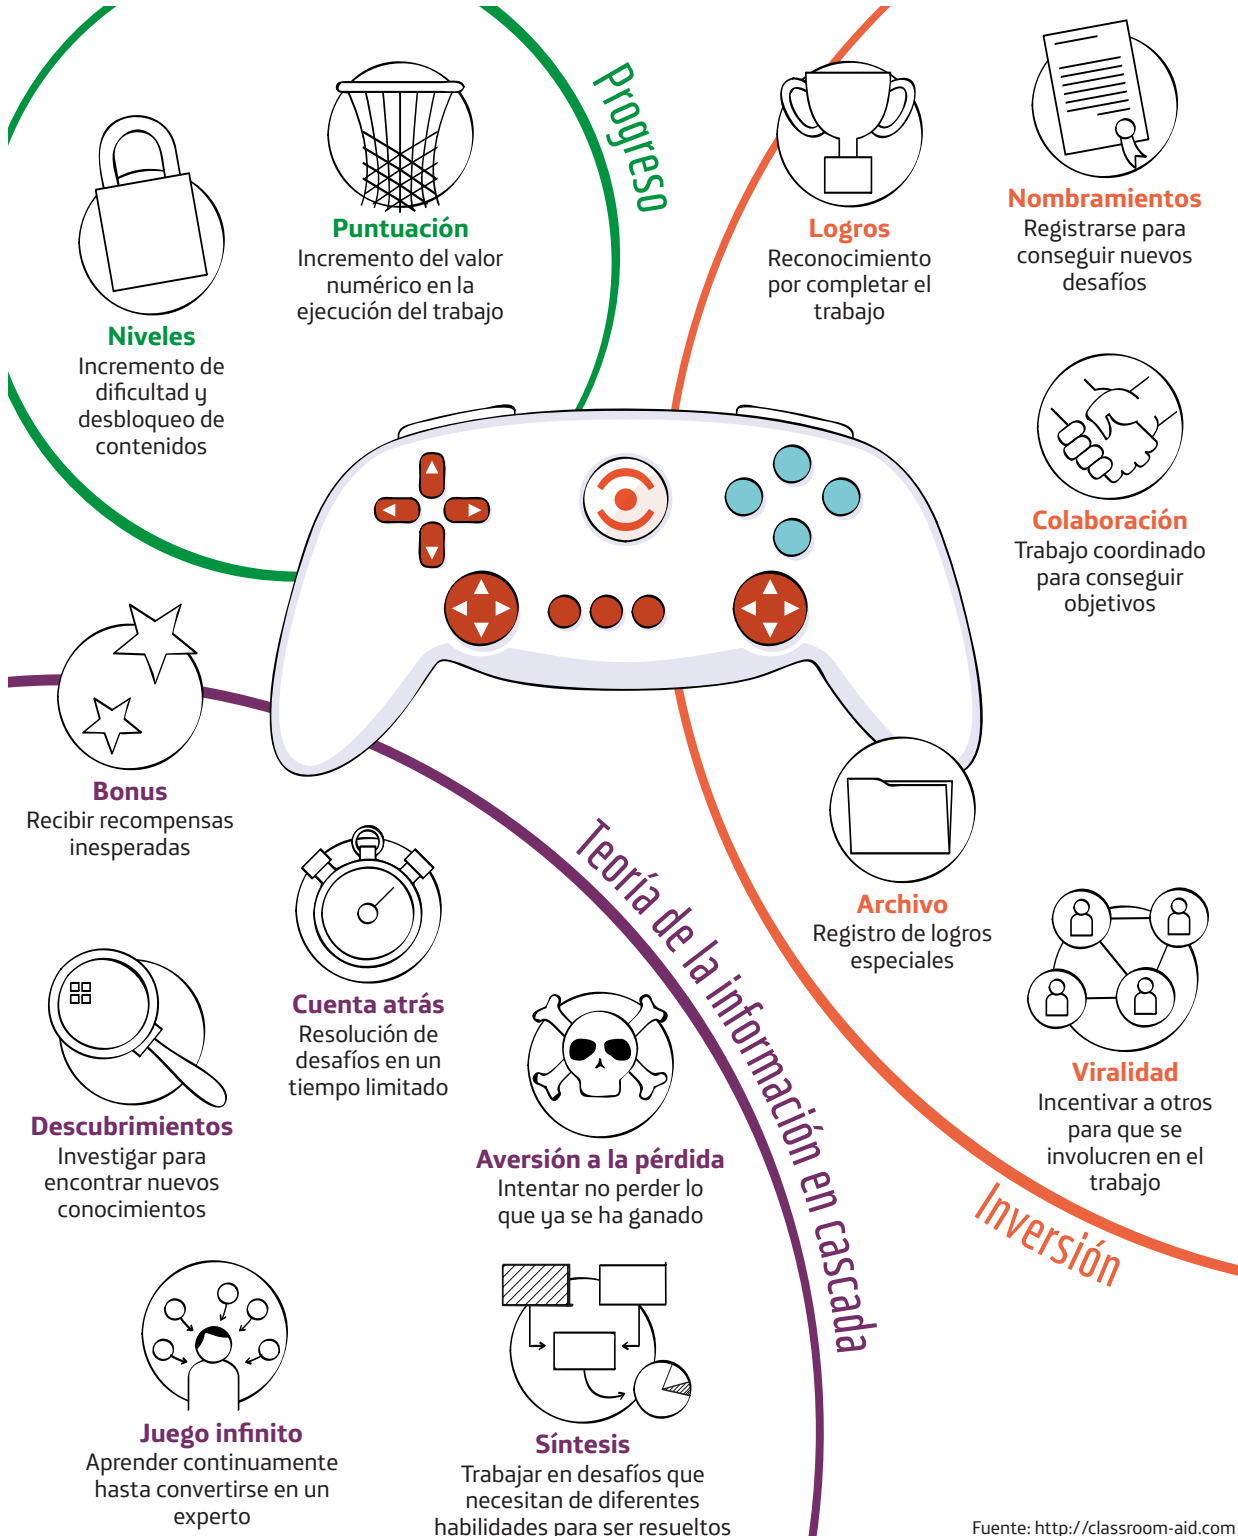 Progreso
Puntuación
Incremento del valor
numérico en la
ejecución del trabajo
Niveles
Incremento de
dificultad y
desbloqueo de
contenidos
Logros
Reconocimiento
por completar el
trabajo
Nombramientos
Registrarse para
conseguir nuevos
desafíos
Colaboración
Trabajo coordinado
para conseguir
objetivos
Archivo
Registro de logros
especiales
Viralidad
Incentivar a otros
para que se
involucren en el
trabajo
Inversión
Bonus
Recibir recompensas
inesperadas
Cuenta atrás
Resolución de
desafíos en un
tiempo limitado
Teoría de la información en cascada
Descubrimientos
Investigar para
encontrar nuevos
conocimientos
Aversión a la pérdida
Intentar no perder lo
que ya se ha ganado
Juego infinito
Aprender continuamente
hasta convertirse en un
experto
Síntesis
Trabajar en desafíos que
necesitan de diferentes
habilidades para ser resueltos
Fuente: http://classroom-aid.com